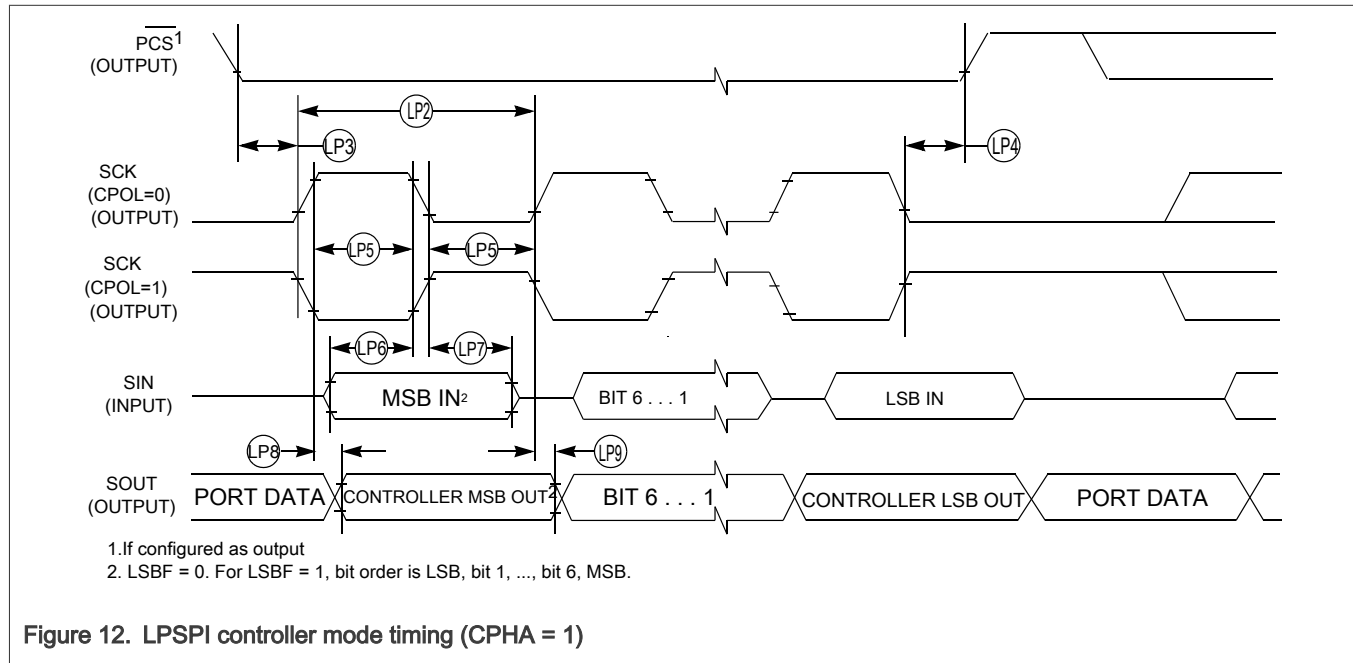 PCS1
(OUTPUT)
LP2
LP3
LP4
SCK
(CPOL=0)
(OUTPUT)
LP5
LP5
SCK
(CPOL=1)
(OUTPUT)
LP6
LP7
SIN
(INPUT)
MSB IN2
BIT 6 . . . 1
LSB IN
LP8
LP9
SOUT
(OUTPUT)
PORT DATA
CONTROLLER MSB OUT2
BIT 6 . . . 1
CONTROLLER LSB OUT
PORT DATA
1.If configured as output
2. LSBF = 0. For LSBF = 1, bit order is LSB, bit 1, ..., bit 6, MSB.
Figure 12. LPSPI controller mode timing (CPHA = 1)